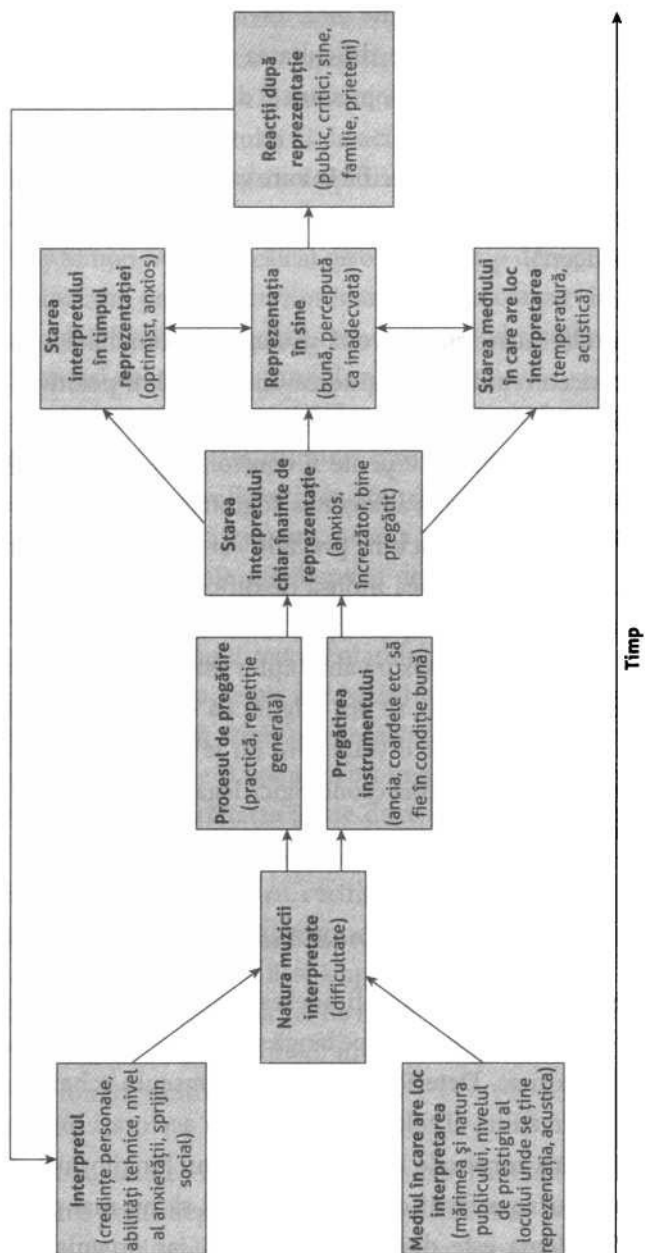 Interpretul
(credințe personale,
abilități tehnice, nivel
al anxietății, sprijin
social)
Mediul în care are loc
interpretarea
(mărimea și natura
publicului, nivelul
de prestigiu al
locului unde se ține
reprezentația, acustica)
Natura muzicii
interpretate
(dificultate)
Procesul de pregătire
(practică, repetiție
generală)
Pregătirea
instrumentului
(ancia, coardele etc. să
fie în condiție bună)
Starea
interpretului
chiar înainte de
reprezentație
(anxios,
încrezător, bine
pregătit)
Starea
interpretului
în timpul
reprezentației
(optimist, anxios)
Reprezentația
în sine
(bună, percepută
ca inadecvată)
Starea mediului
în care are loc
interpretarea
(temperatură,
acustică)
Reacții după
reprezentație
(public, critici, sine,
familie, prieteni)
Timp